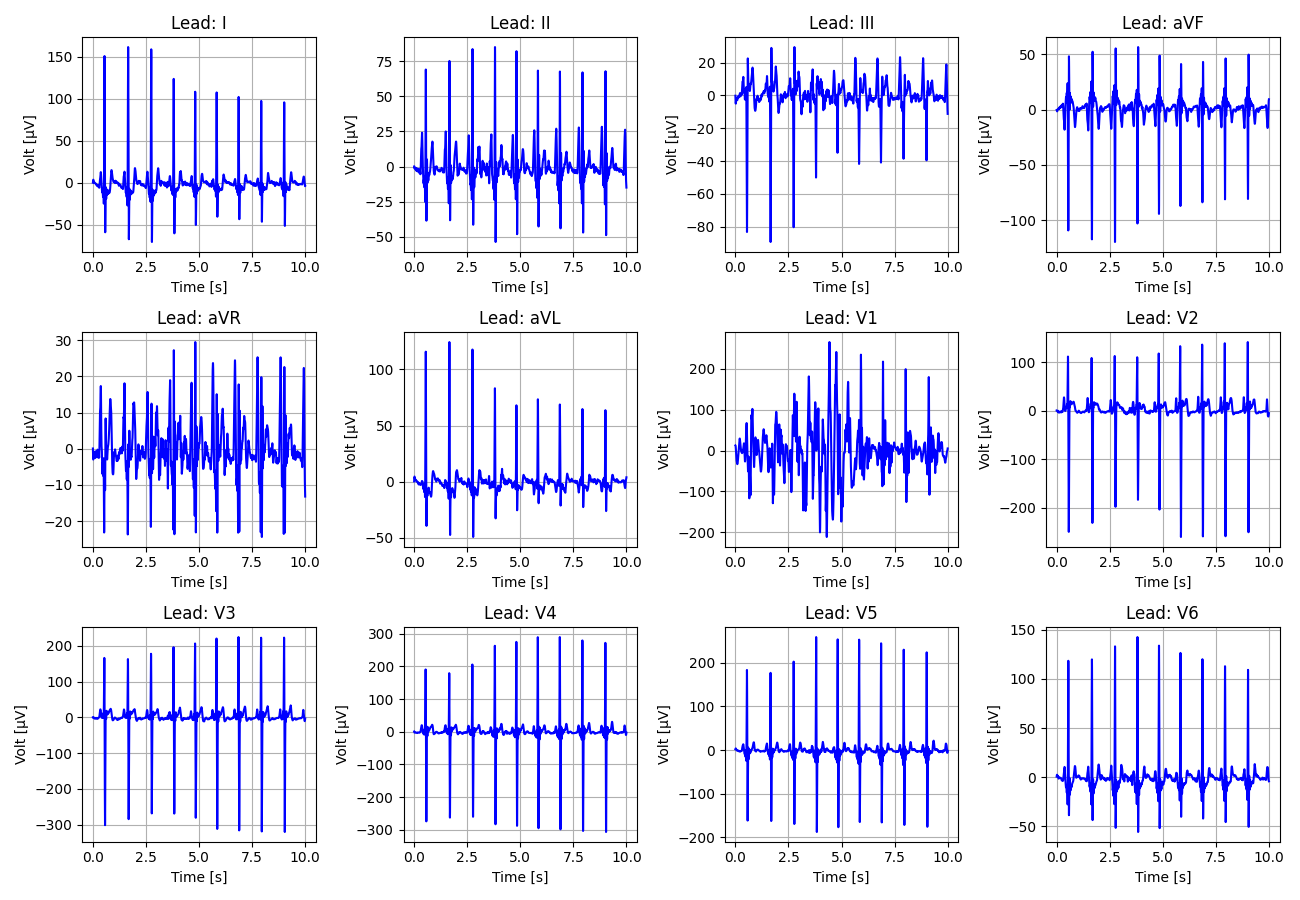 Lead: I
Volt [µV]
150
100
50
0
−50
0.0 2.5 5.0 7.5 10.0
Time [s]
Lead: II
Volt [µV]
75
50
25
0
−25
−50
0.0 2.5 5.0 7.5 10.0
Time [s]
Lead: III
Volt [µV]
20
0
−20
−40
−60
−80
0.0 2.5 5.0 7.5 10.0
Time [s]
Lead: aVF
Volt [µV]
50
0
−50
−100
0.0 2.5 5.0 7.5 10.0
Time [s]
Lead: aVR
Volt [µV]
30
20
10
0
−10
−20
0.0 2.5 5.0 7.5 10.0
Time [s]
Lead: aVL
Volt [µV]
100
50
0
−50
0.0 2.5 5.0 7.5 10.0
Time [s]
Lead: V1
Volt [µV]
200
100
0
−100
−200
0.0 2.5 5.0 7.5 10.0
Time [s]
Lead: V2
Volt [µV]
100
0
−100
−200
0.0 2.5 5.0 7.5 10.0
Time [s]
Lead: V3
Volt [µV]
200
100
0
−100
−200
−300
0.0 2.5 5.0 7.5 10.0
Time [s]
Lead: V4
Volt [µV]
300
200
100
0
−100
−200
−300
0.0 2.5 5.0 7.5 10.0
Time [s]
Lead: V5
Volt [µV]
200
100
0
−100
−200
0.0 2.5 5.0 7.5 10.0
Time [s]
Lead: V6
Volt [µV]
150
100
50
0
−50
0.0 2.5 5.0 7.5 10.0
Time [s]